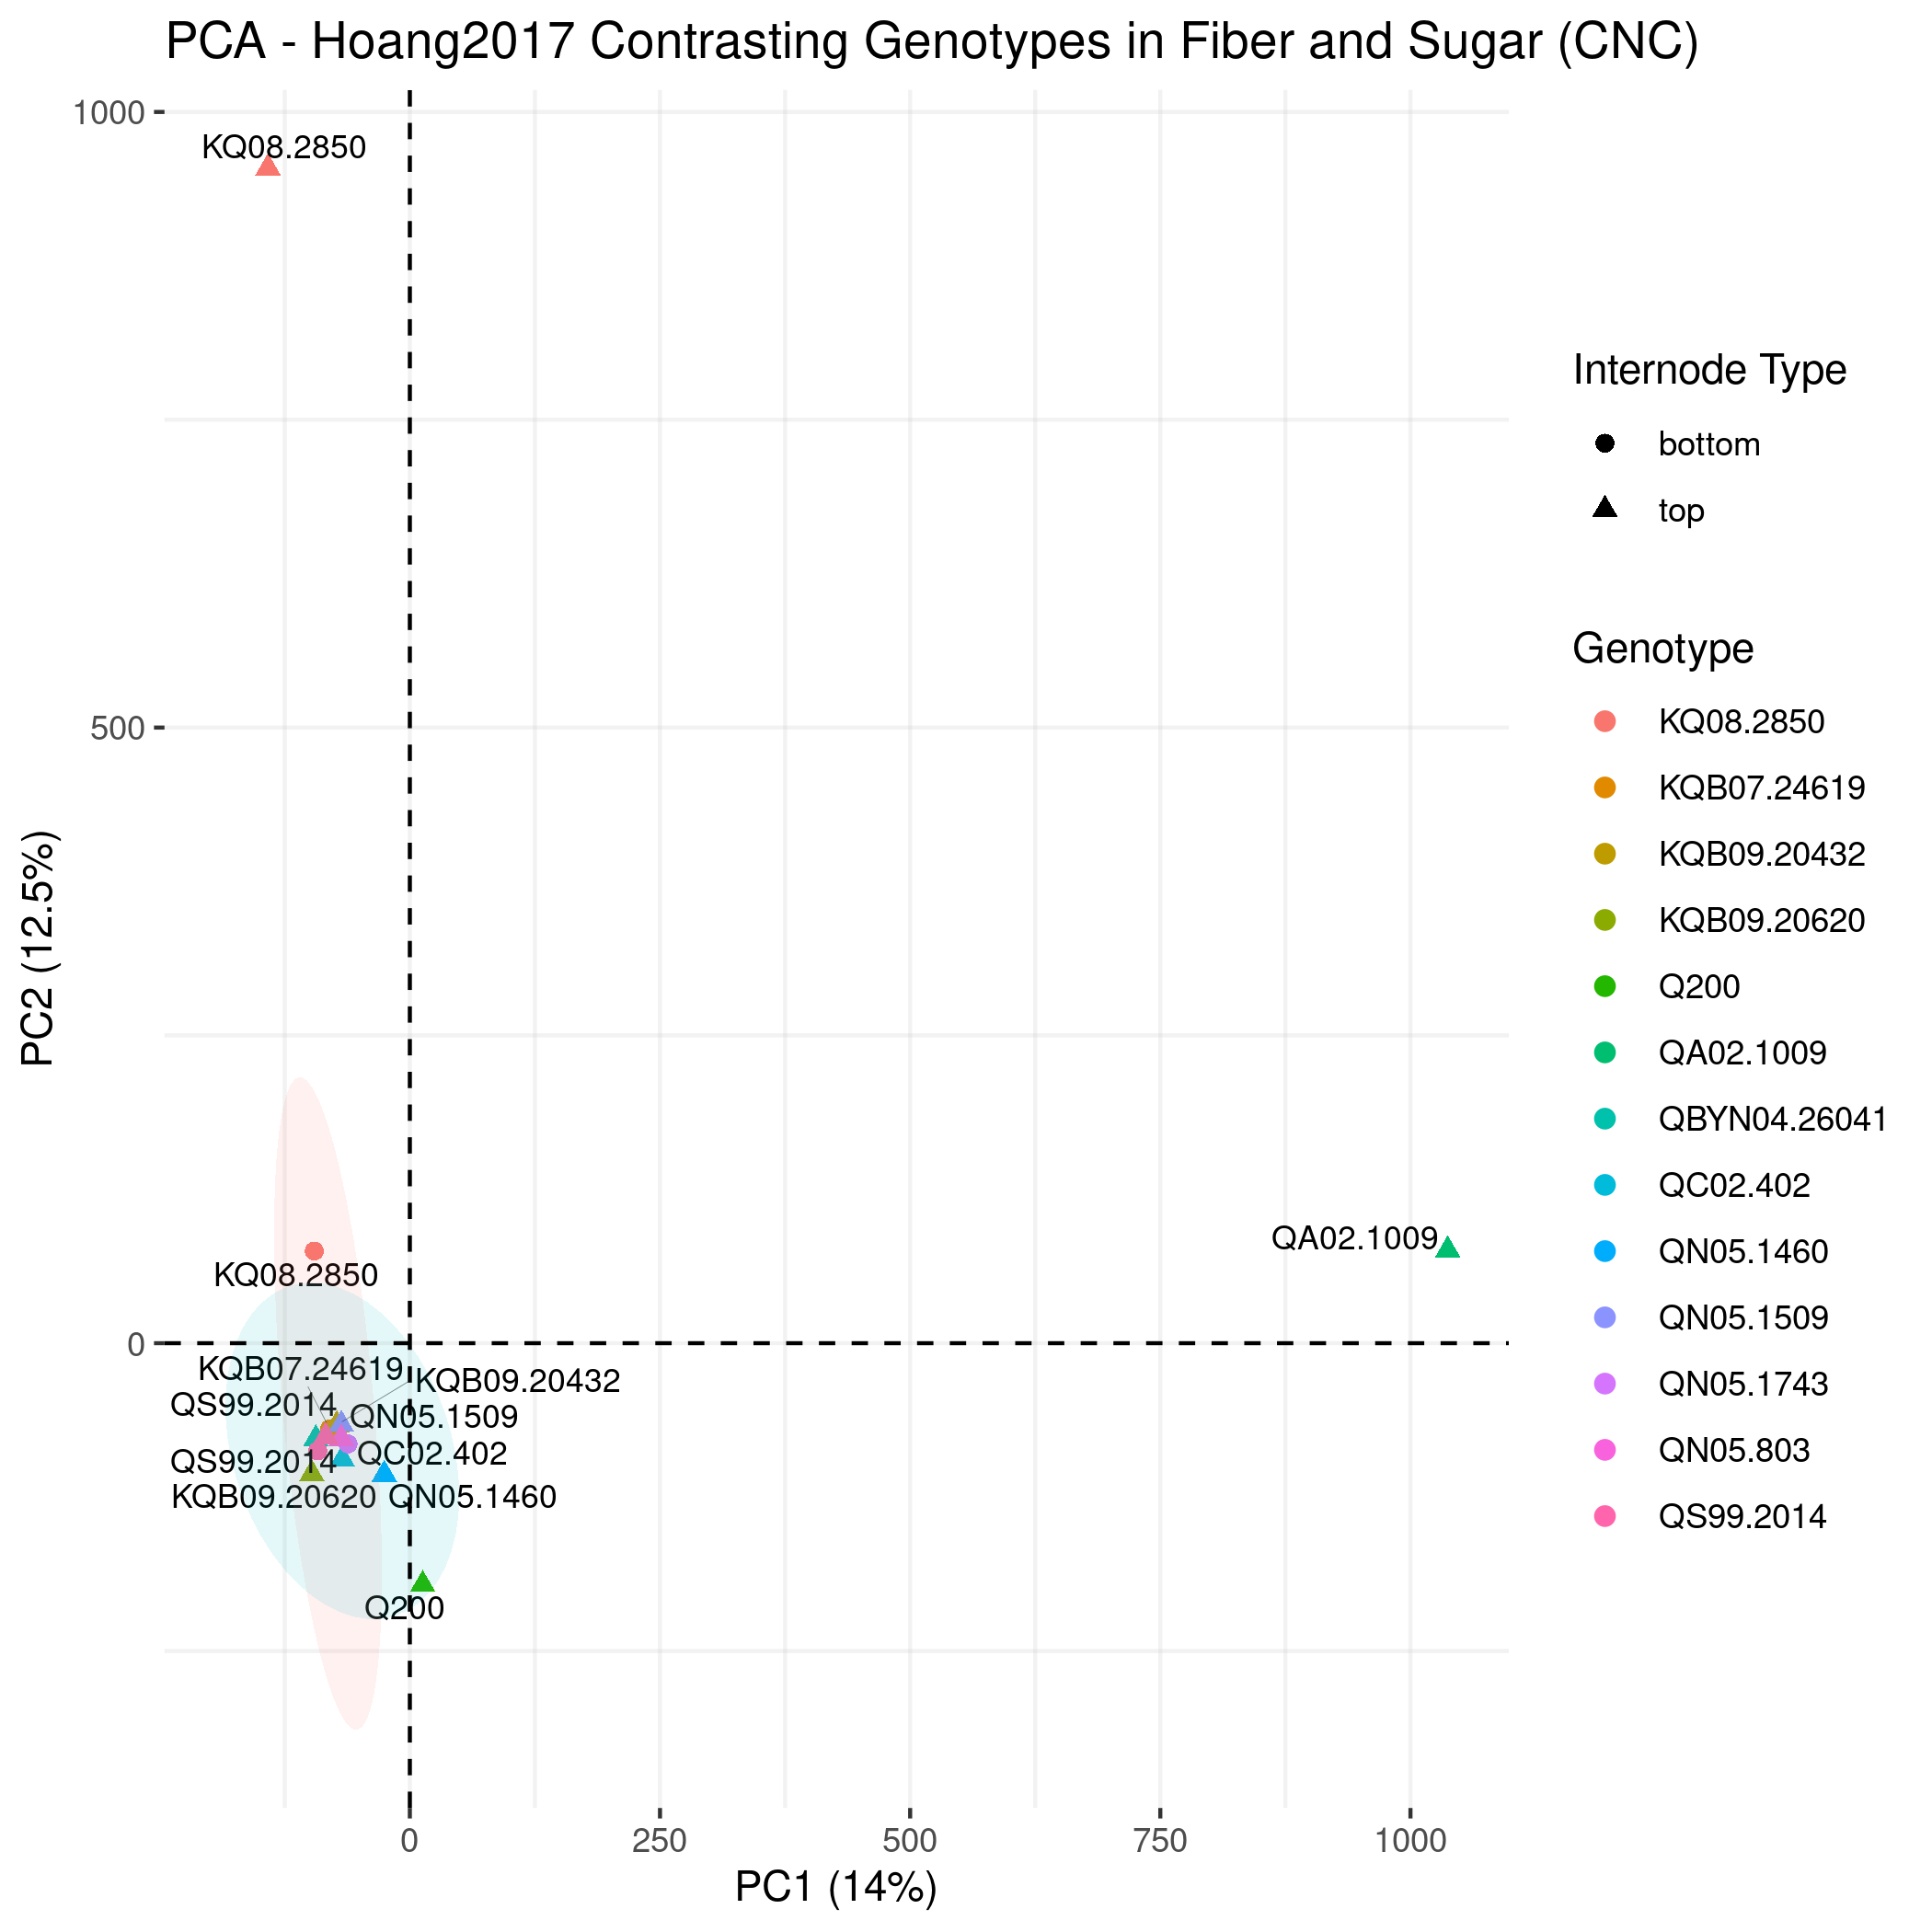 PCA - Hoang2017 Contrasting Genotypes in Fiber and Sugar (CNC)
1000
500
0
PC2 (12.5%)
KQ08.2850
KQ08.2850
QA02.1009
KQB07.24619
KQB09.20432
QS99.2014
QN05.1509
QC02.402
QS99.2014
KQB09.20620
QN05.1460
Q200
0
250
500
750
1000
PC1 (14%)
Internode Type
bottom
top
Genotype
KQ08.2850
KQB07.24619
KQB09.20432
KQB09.20620
Q200
QA02.1009
QBYN04.26041
QC02.402
QN05.1460
QN05.1509
QN05.1743
QN05.803
QS99.2014